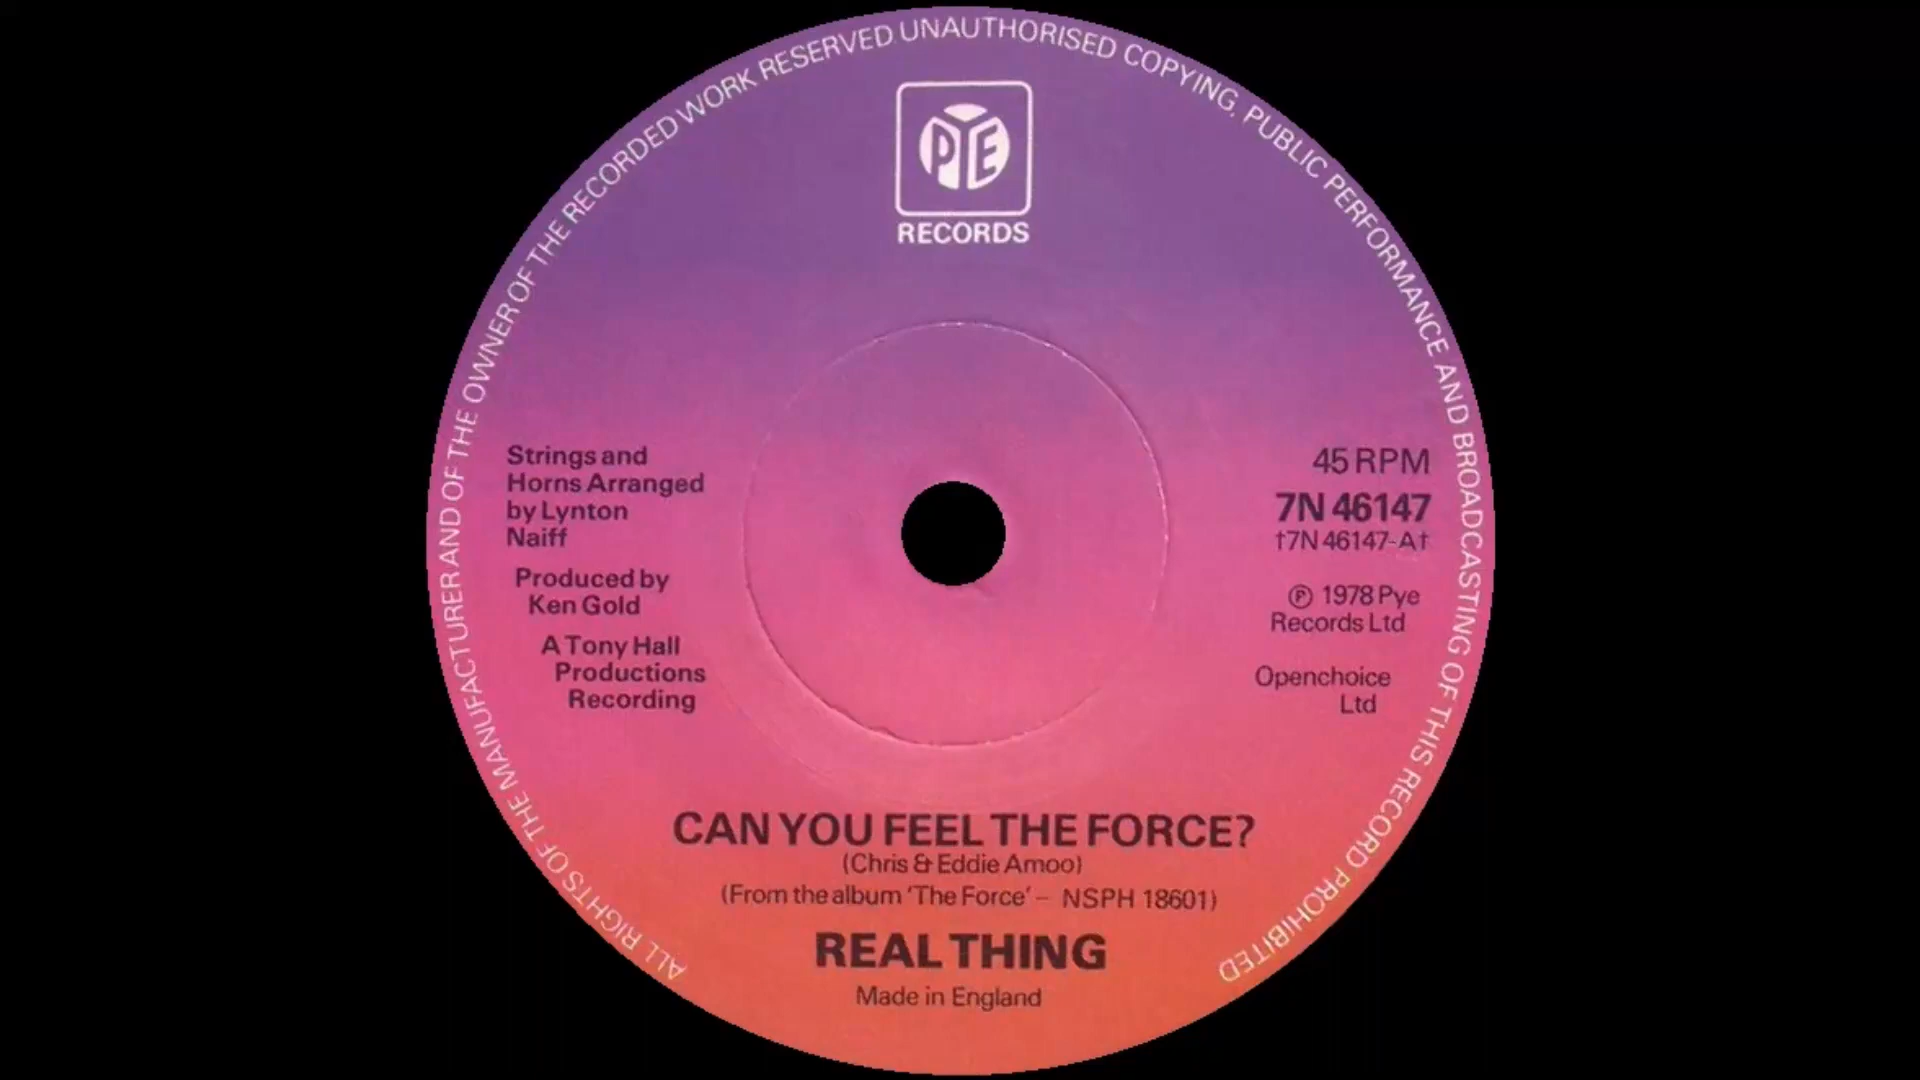 ALL RIGHTS OF THE MANUFACTURER AND OF THE OWNER OF THE RECORDED WORK RESERVED UNAUTHORISED COPYING, PUBLIC PERFORMANCE AND BROADCASTING OF THIS RECORD PROHIBITED
PYE
RECORDS
Strings and
Horns Arranged
by Lynton
Naiff
Produced by
Ken Gold
A Tony Hall
Productions
Recording
45 RPM
7N 46147
†7N 46147-A†
℗ 1978 Pye
Records Ltd
Openchoice
Ltd
CAN YOU FEEL THE FORCE?
(Chris & Eddie Amoo)
(From the album 'The Force' – NSPH 18601)
REAL THING
Made in England